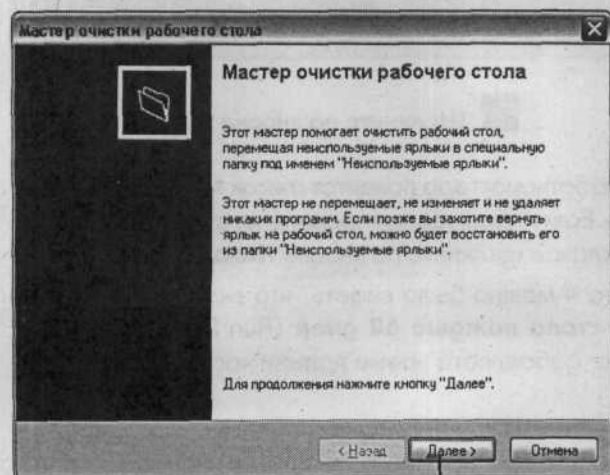 Мастер очистки рабочего стола
Мастер очистки рабочего стола
Этот мастер помогает очистить рабочий стол,
перемещая неиспользуемые ярлыки в специальную
папку под именем "Неиспользуемые ярлыки".
Этот мастер не перемещает, не изменяет и не удаляет
никаких программ. Если позже вы захотите вернуть
ярлык на рабочий стол, можно будет восстановить его
из папки "Неиспользуемые ярлыки".
Для продолжения нажмите кнопку "Далее".
< Назад Далее > Отмена